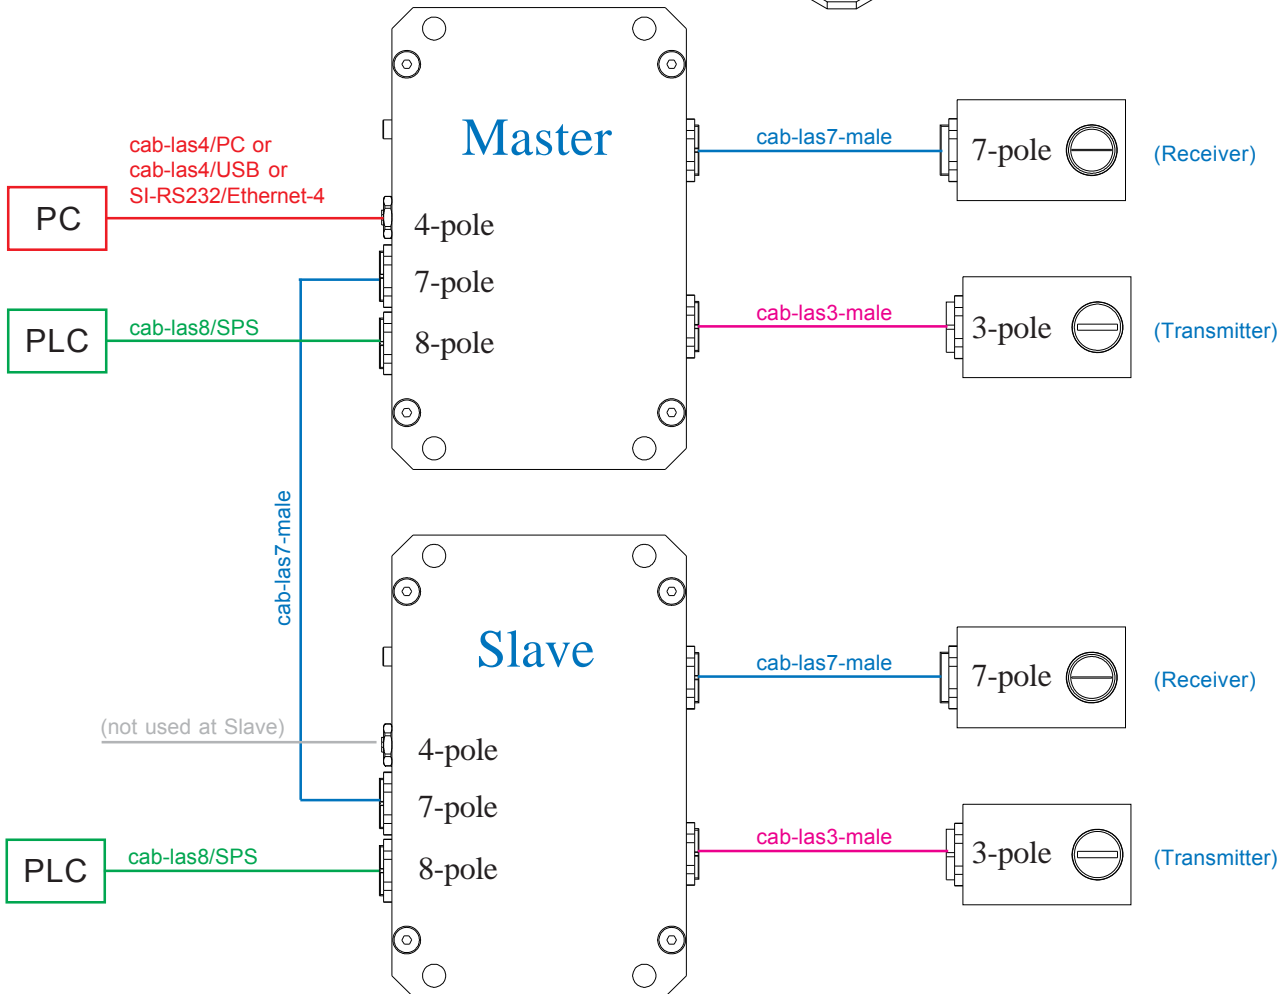 Master
cab-las4/PC or
cab-las4/USB or
SI-RS232/Ethernet-4
PC
4-pole
7-pole
PLC
cab-las8/SPS
8-pole
cab-las7-male
7-pole
(Receiver)
cab-las3-male
3-pole
(Transmitter)
cab-las7-male
Slave
(not used at Slave)
4-pole
7-pole
PLC
cab-las8/SPS
8-pole
cab-las7-male
7-pole
(Receiver)
cab-las3-male
3-pole
(Transmitter)